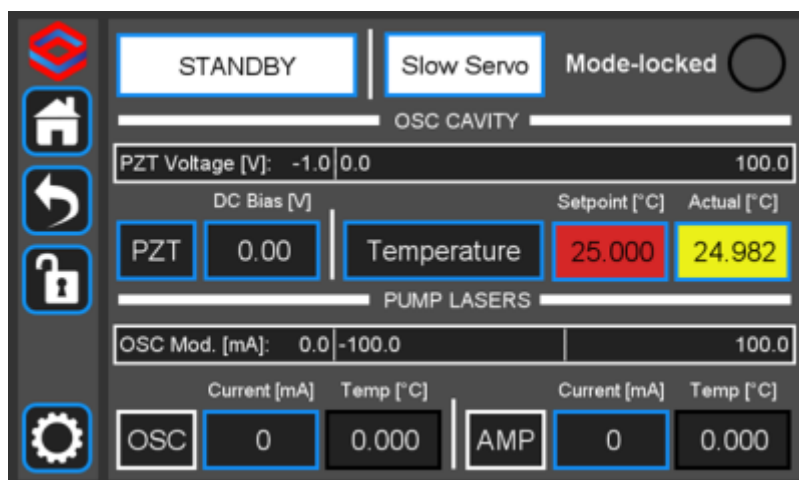 STANDBY Slow Servo Mode-locked
OSC CAVITY
PZT Voltage [V]: -1.0 0.0 100.0
DC Bias [V] Setpoint [°C] Actual [°C]
PZT 0.00 Temperature 25.000 24.982
PUMP LASERS
OSC Mod. [mA]: 0.0 -100.0 100.0
Current [mA] Temp [°C] Current [mA] Temp [°C]
OSC 0 0.000 AMP 0 0.000